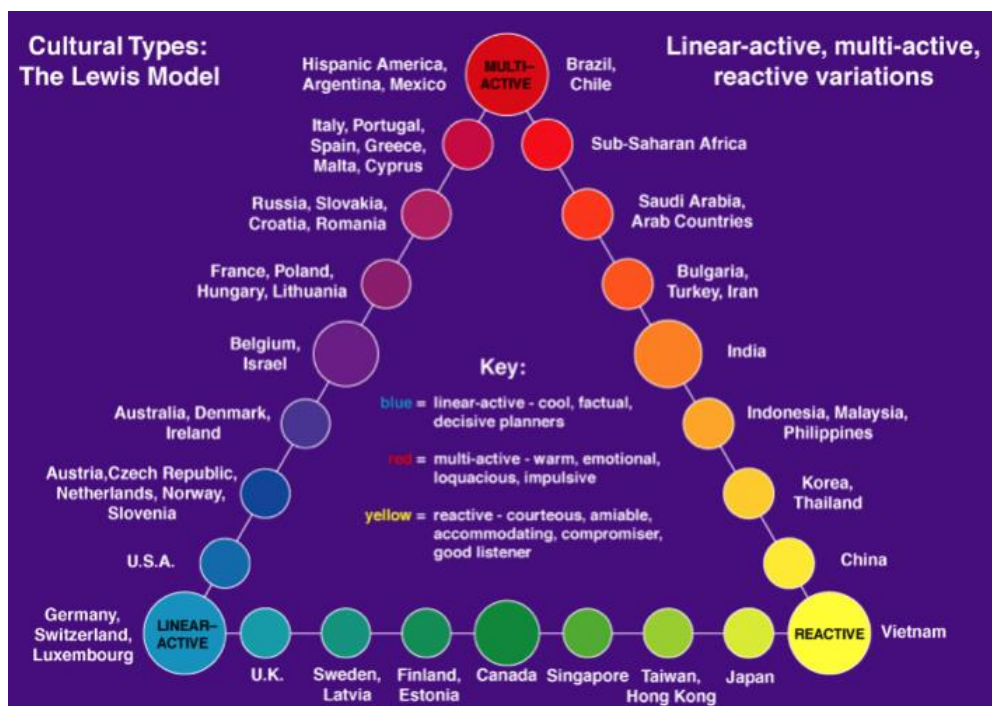 Cultural Types:
The Lewis Model
Linear-active, multi-active,
reactive variations
MULTI-
ACTIVE
Hispanic America,
Argentina, Mexico
Brazil,
Chile
Italy, Portugal,
Spain, Greece,
Malta, Cyprus
Sub-Saharan Africa
Russia, Slovakia,
Croatia, Romania
Saudi Arabia,
Arab Countries
France, Poland,
Hungary, Lithuania
Bulgaria,
Turkey, Iran
Belgium,
Israel
India
Key:
blue = linear-active - cool, factual,
decisive planners
red = multi-active - warm, emotional,
loquacious, impulsive
yellow = reactive - courteous, amiable,
accommodating, compromiser,
good listener
Australia, Denmark,
Ireland
Indonesia, Malaysia,
Philippines
Austria,Czech Republic,
Netherlands, Norway,
Slovenia
Korea,
Thailand
U.S.A.
China
Germany,
Switzerland,
Luxembourg
LINEAR-
ACTIVE
REACTIVE
Vietnam
U.K.
Sweden,
Latvia
Finland,
Estonia
Canada
Singapore
Taiwan,
Hong Kong
Japan